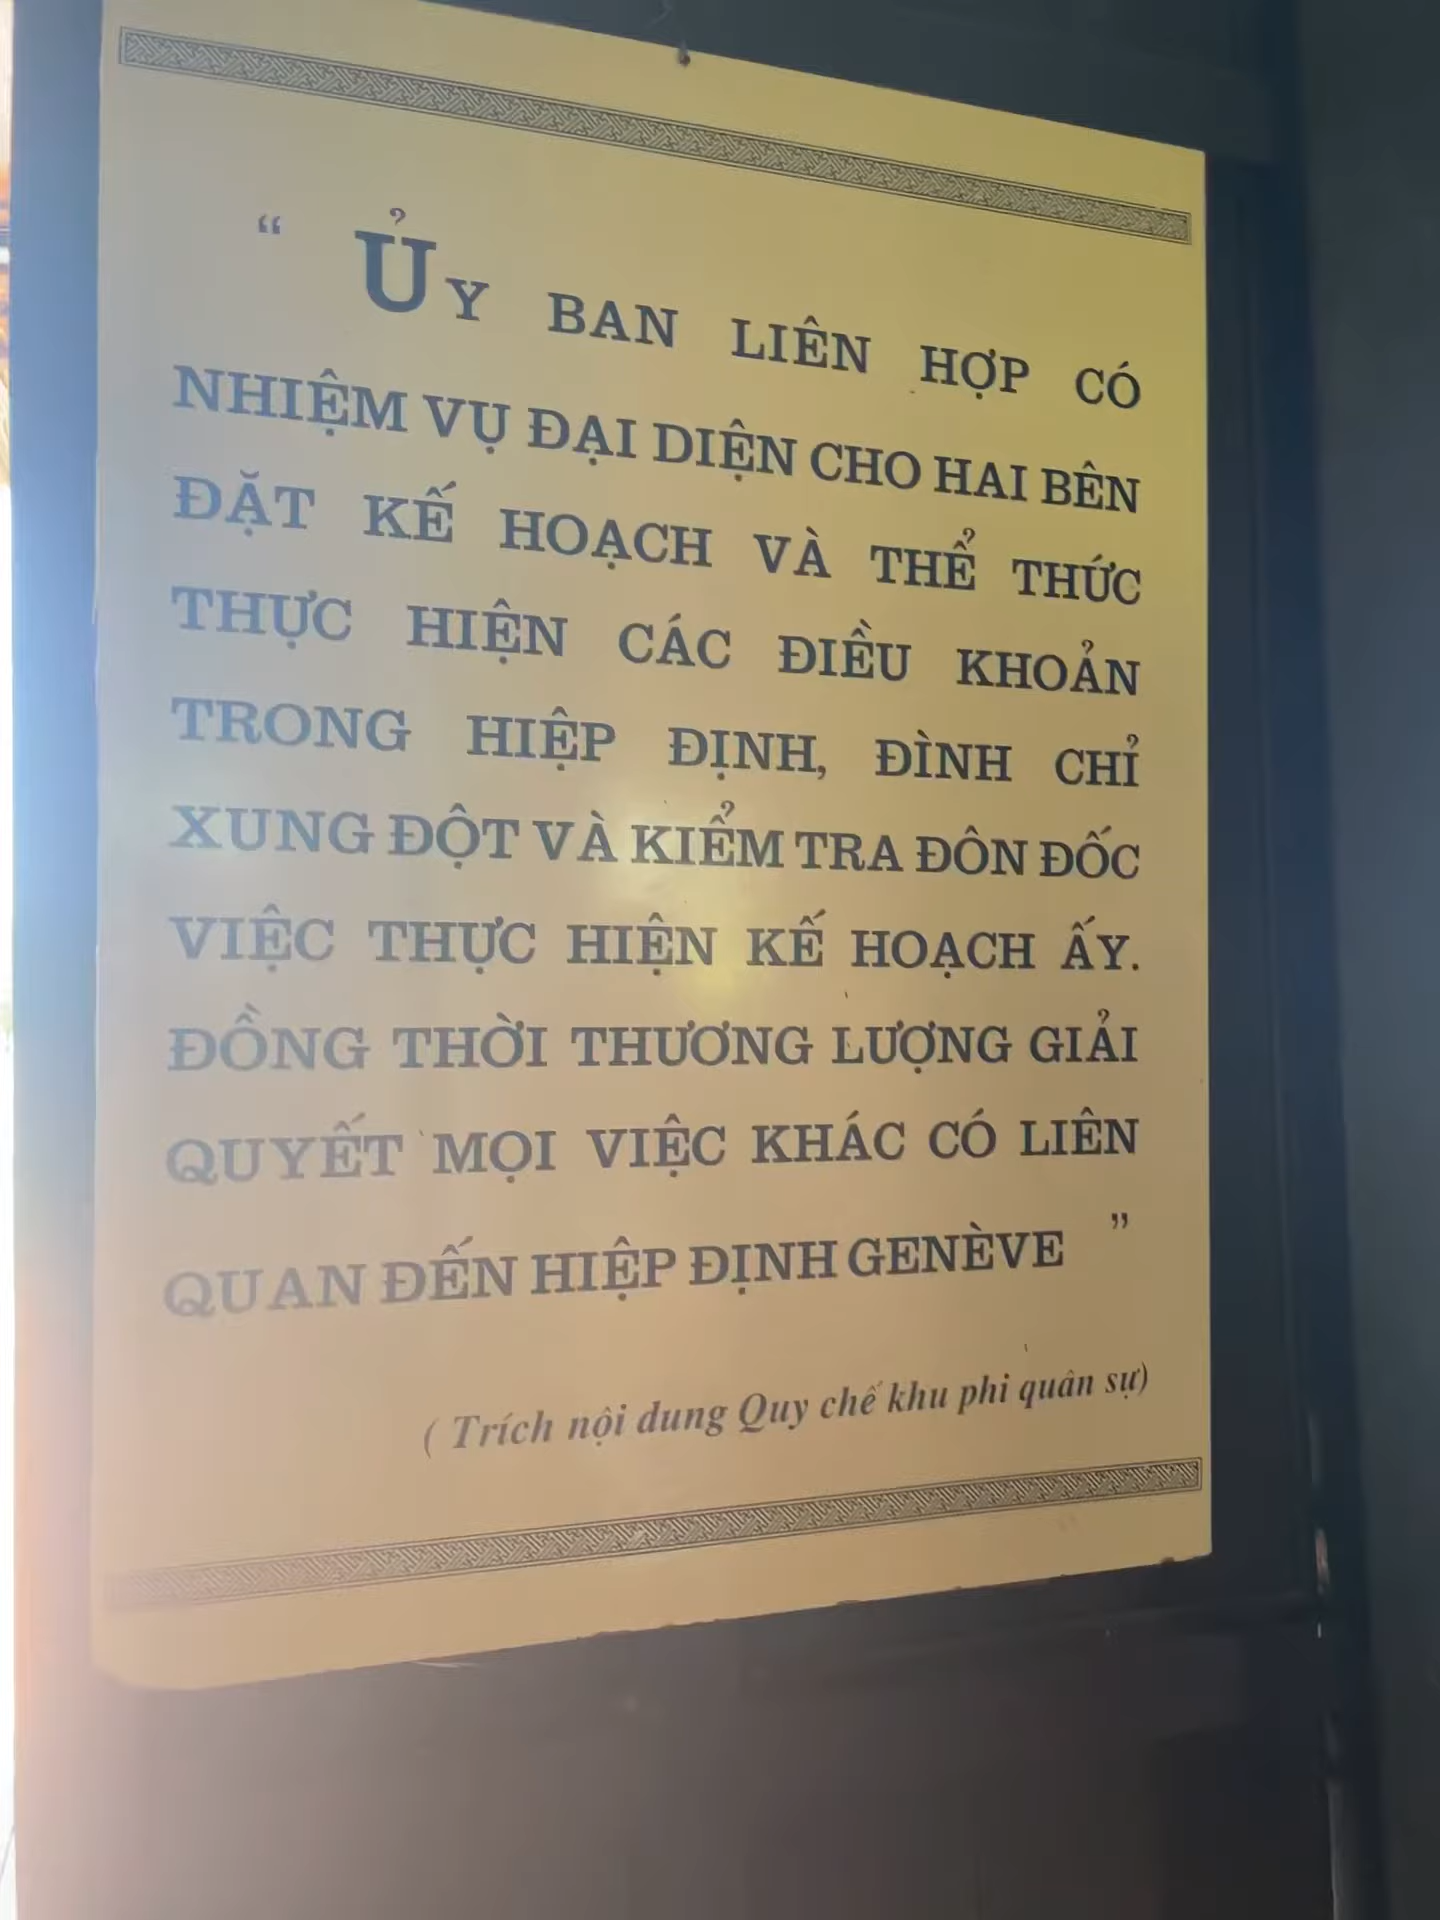 “ ỦY BAN LIÊN HỢP CÓ
NHIỆM VỤ ĐẠI DIỆN CHO HAI BÊN
ĐẶT KẾ HOẠCH VÀ THỂ THỨC
THỰC HIỆN CÁC ĐIỀU KHOẢN
TRONG HIỆP ĐỊNH, ĐÌNH CHỈ
XUNG ĐỘT VÀ KIỂM TRA ĐÔN ĐỐC
VIỆC THỰC HIỆN KẾ HOẠCH ẤY.
ĐỒNG THỜI THƯƠNG LƯỢNG GIẢI
QUYẾT MỌI VIỆC KHÁC CÓ LIÊN
QUAN ĐẾN HIỆP ĐỊNH GENÈVE ”
( Trích nội dung Quy chế khu phi quân sự)